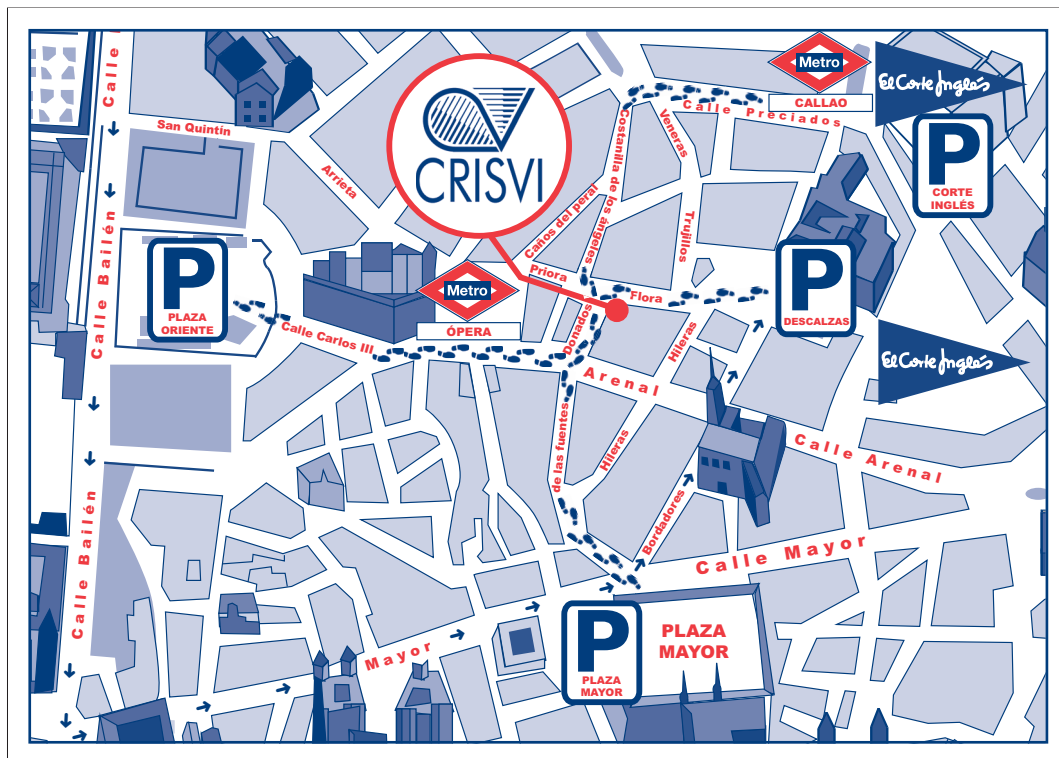 Calle
Metro
CALLAO
El Corte Inglés
Calle Preciados
P
CORTE
INGLÉS
San Quintín
Arrieta
CRISVI
Costanilla de los ángeles
Veneras
Caños del peral
Trujillos
Priora
Flora
Calle Bailén
P
PLAZA
ORIENTE
Metro
ÓPERA
P
DESCALZAS
Calle Carlos III
Donados
Hileras
El Corte Inglés
Arenal
de las fuentes
Hileras
Calle Arenal
Bordadores
Calle Bailén
Calle Mayor
Mayor
P
PLAZA
MAYOR
PLAZA
MAYOR